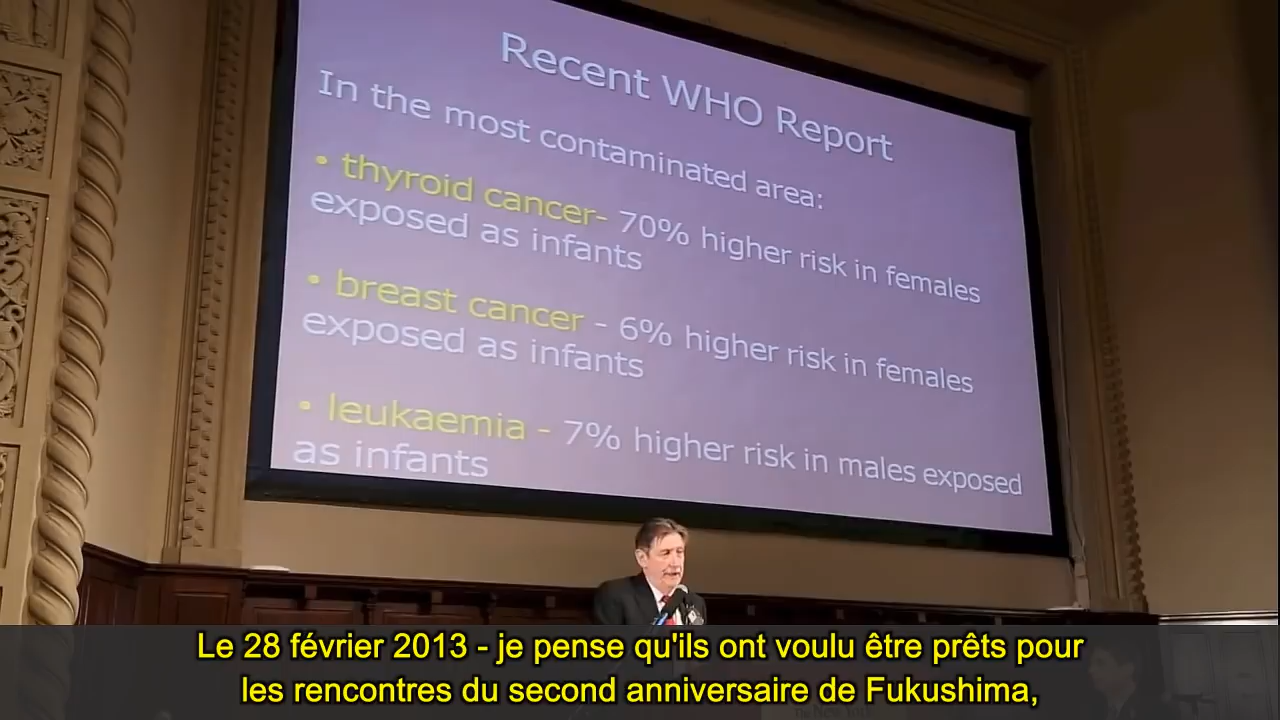 Recent WHO Report
In the most contaminated area:
• thyroid cancer- 70% higher risk in females
exposed as infants
• breast cancer - 6% higher risk in females
exposed as infants
• leukaemia - 7% higher risk in males exposed
as infants
Le 28 février 2013 - je pense qu'ils ont voulu être prêts pour
les rencontres du second anniversaire de Fukushima,